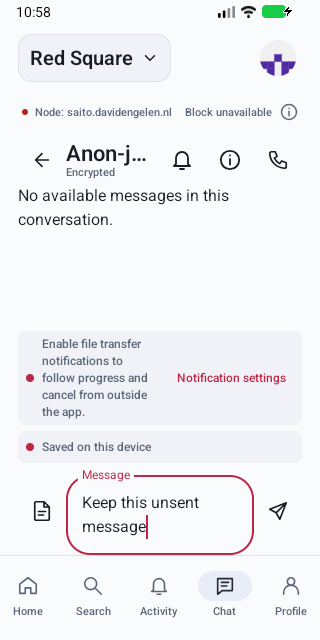 10:58
Red Square
Node: saito.davidengelen.nl Block unavailable
Anon-j...
Encrypted
No available messages in this
conversation.
Enable file transfer
notifications to
follow progress and
cancel from outside
the app.
Notification settings
Saved on this device
Message
Keep this unsent
message
Home Search Activity Chat Profile